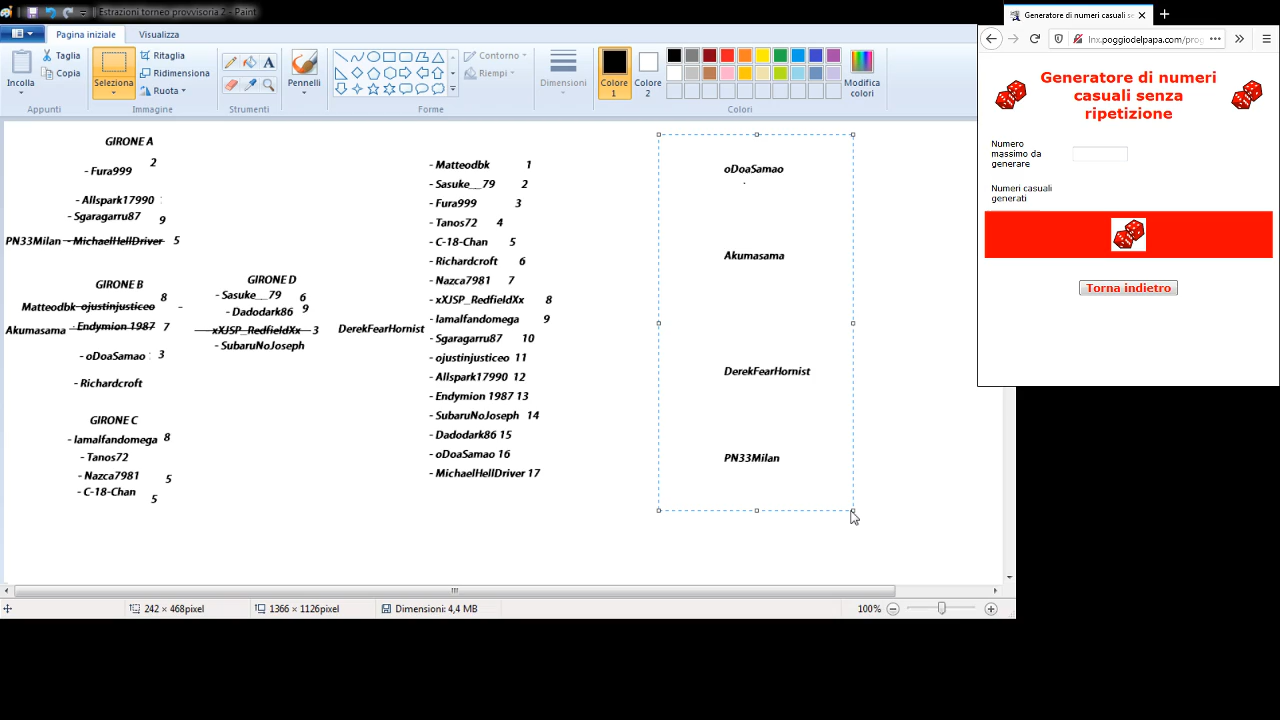 Estrazioni torneo provvisoria 2 - Paint
Pagina iniziale
Visualizza
Incolla
Taglia
Copia
Appunti
Seleziona
Ritaglia
Ridimensiona
Ruota
Immagine
Strumenti
Pennelli
Contorno
Riempi
Forme
Dimensioni
Colore 1
Colore 2
Modifica colori
Colori
GIRONE A
- Fura999 2
- Allspark17990
- Sgaragarru87 9
PN33Milan - MichaelHellDriver 5
GIRONE B
Matteodbk ojustinjusticeo 8 -
Akumasama - Endymion 1987 7
- oDoaSamao 3
- Richardcroft
GIRONE C
- Iamalfandomega 8
- Tanos72
- Nazca7981 5
- C-18-Chan 5
GIRONE D
- Sasuke__79 6
- Dadodark86 9
xXJSP_RedfieldXx 3 DerekFearHornist
- SubaruNoJoseph
- Matteodbk 1
- Sasuke__79 2
- Fura999 3
- Tanos72 4
- C-18-Chan 5
- Richardcroft 6
- Nazca7981 7
- xXJSP_RedfieldXx 8
- Iamalfandomega 9
- Sgaragarru87 10
- ojustinjusticeo 11
- Allspark17990 12
- Endymion 1987 13
- SubaruNoJoseph 14
- Dadodark86 15
- oDoaSamao 16
- MichaelHellDriver 17
oDoaSamao
Akumasama
DerekFearHornist
PN33Milan
242 × 468pixel
1366 × 1126pixel
Dimensioni: 4,4 MB
100%
Generatore di numeri casuali se
lnx.poggiodelpapa.com/prog
Generatore di numeri
casuali senza
ripetizione
Numero
massimo da
generare
Numeri casuali
generati
Torna indietro